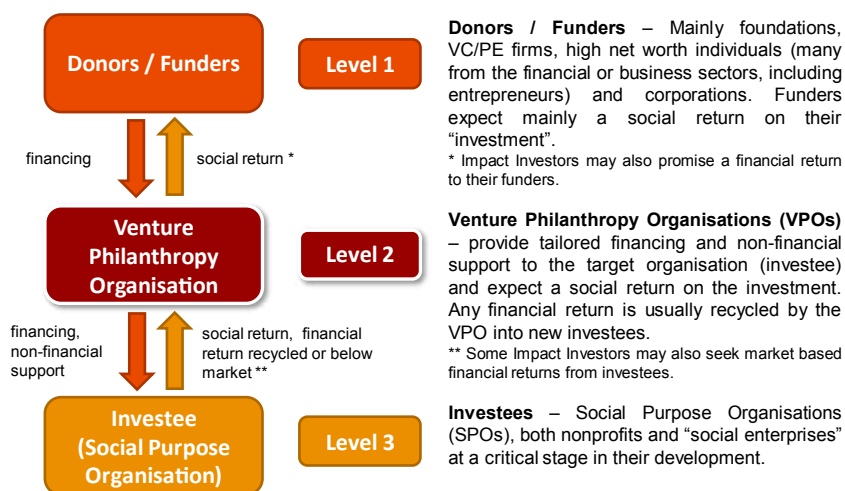 Donors / Funders
Level 1
financing
social return *
Venture
Philanthropy
Organisation
Level 2
financing,
non-financial
support
social return,  financial
return recycled or below
market **
Investee
(Social Purpose
Organisation)
Level 3
Donors / Funders – Mainly foundations,
VC/PE firms, high net worth individuals (many
from the financial or business sectors, including
entrepreneurs) and corporations. Funders
expect mainly a social return on their
“investment”.
* Impact Investors may also promise a financial return
to their funders.
Venture Philanthropy Organisations (VPOs)
– provide tailored financing and non-financial
support to the target organisation (investee)
and expect a social return on the investment.
Any financial return is usually recycled by the
VPO into new investees.
** Some Impact Investors may also seek market based
financial returns from investees.
Investees – Social Purpose Organisations
(SPOs), both nonprofits and “social enterprises”
at a critical stage in their development.